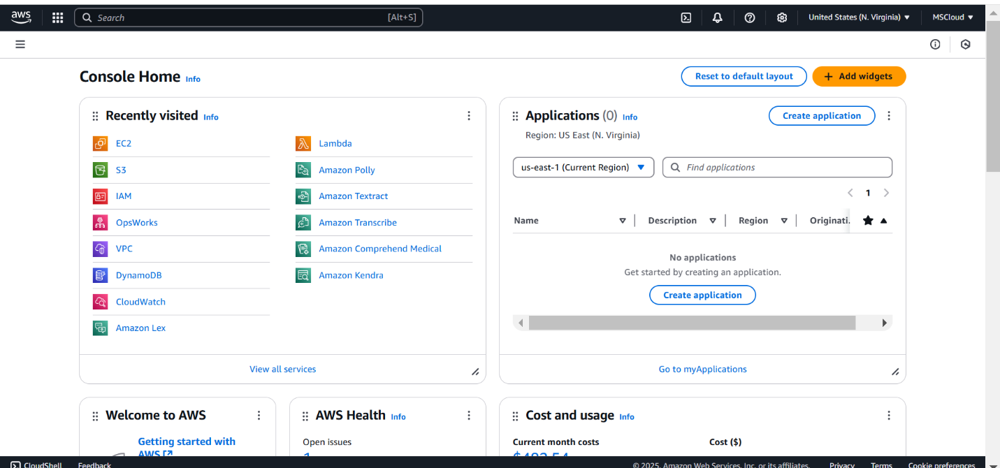 aws
Search [Alt+S]
United States (N. Virginia)
MSCloud
Console Home Info
Reset to default layout
Add widgets
Recently visited Info
EC2
S3
IAM
OpsWorks
VPC
DynamoDB
CloudWatch
Amazon Lex
Lambda
Amazon Polly
Amazon Textract
Amazon Transcribe
Amazon Comprehend Medical
Amazon Kendra
View all services
Applications (0) Info
Create application
Region: US East (N. Virginia)
us-east-1 (Current Region)
Find applications
1
Name Description Region Originati.
No applications
Get started by creating an application.
Create application
Go to myApplications
Welcome to AWS
Getting started with
AWS
AWS Health Info
Open issues
Cost and usage Info
Current month costs
Cost ($)
CloudShell Feedback
© 2025, Amazon Web Services, Inc. or its affiliates. Privacy Terms Cookie preferences